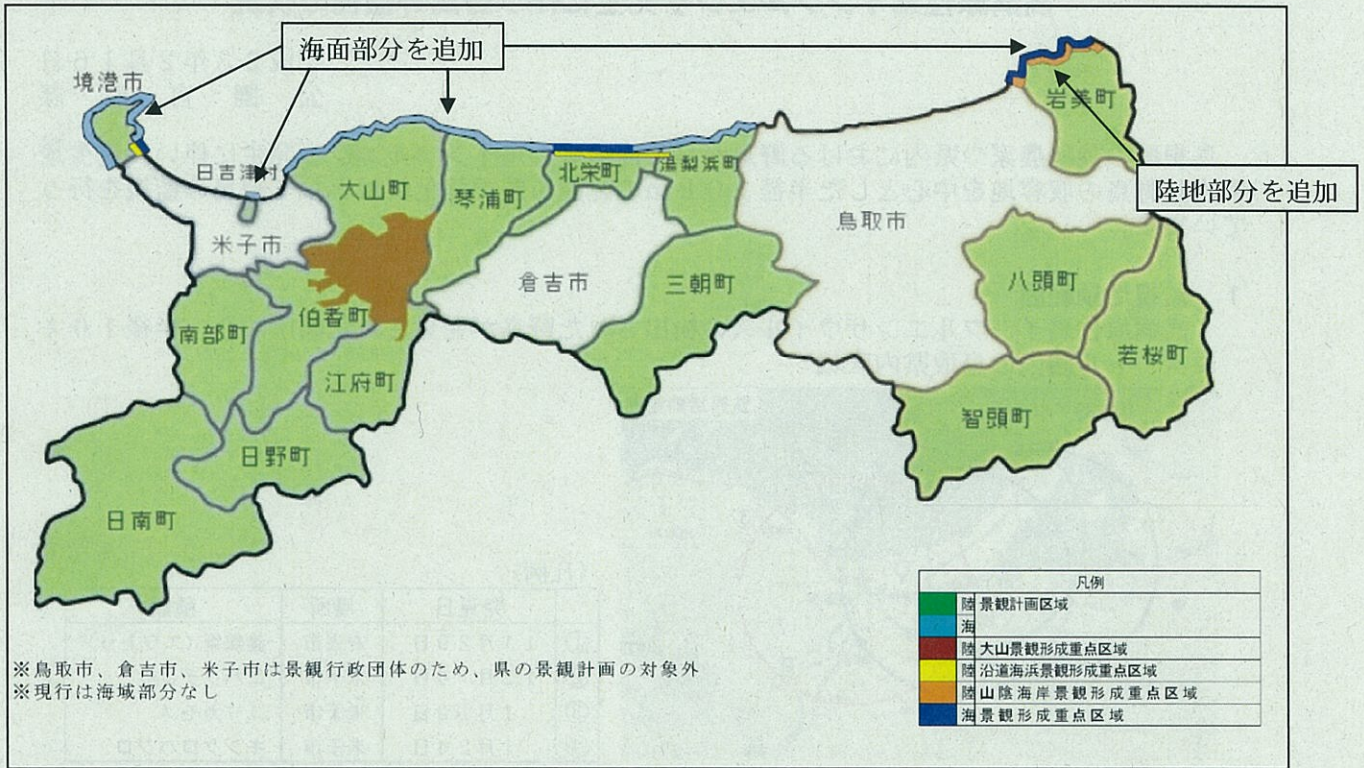 海面部分を追加
境港市
岩美町
日吉津村
大山町
琴浦町
北栄町
湯梨浜町
陸地部分を追加
米子市
鳥取市
倉吉市
三朝町
八頭町
南部町
伯耆町
江府町
若桜町
智頭町
日野町
日南町
凡例
陸 景観計画区域
海
陸 大山景観形成重点区域
陸 沿道海浜景観形成重点区域
陸 山陰海岸景観形成重点区域
海 景観形成重点区域
※鳥取市、倉吉市、米子市は景観行政団体のため、県の景観計画の対象外
※現行は海域部分なし